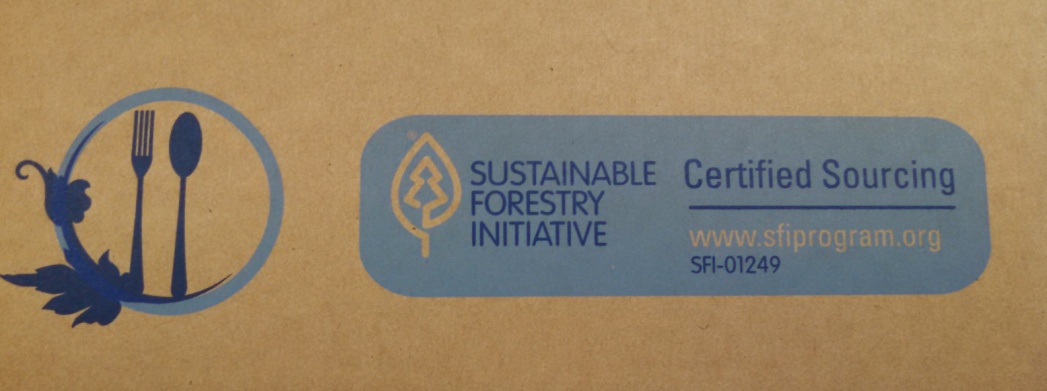 ®
SUSTAINABLE
FORESTRY
INITIATIVE
Certified Sourcing
www.sfiprogram.org
SFI-01249